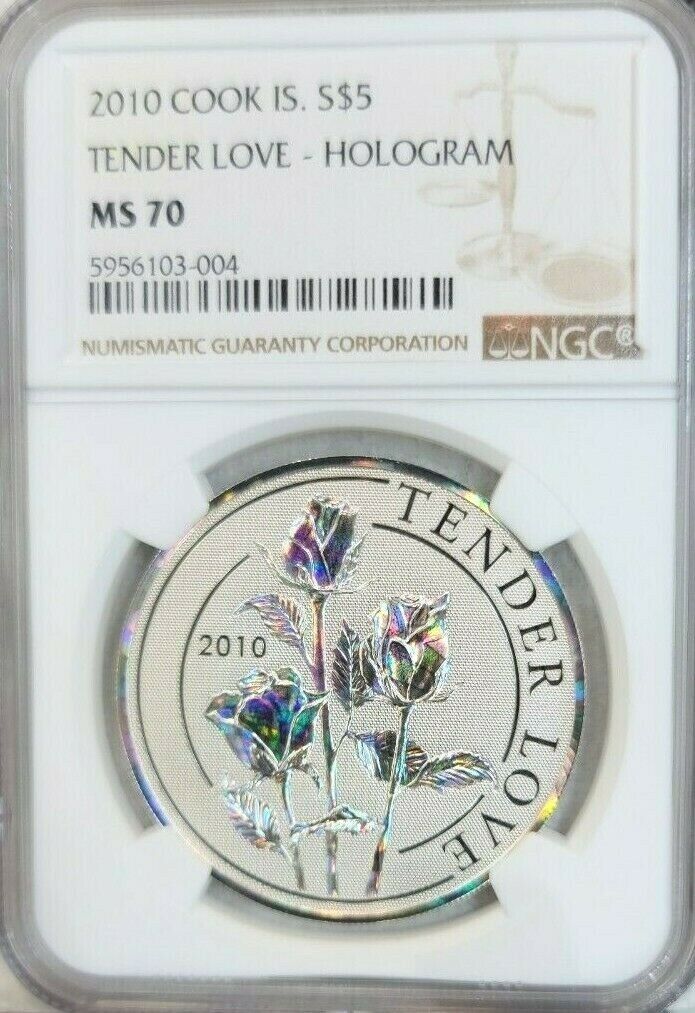 2010 COOK IS. S$5
TENDER LOVE - HOLOGRAM
MS 70
5956103-004
NUMISMATIC GUARANTY CORPORATION
NGC®
TENDER LOVE
2010